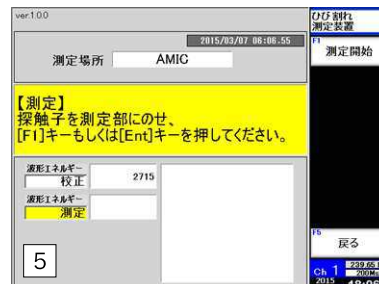 ver.1.0.0
ひび割れ
測定装置
2015/03/07 06:06.55
測定場所
AMIC
F1
測定開始
【測定】
探触子を測定部にのせ、
[F1]キーもしくは[Ent]キーを押してください。
波形エネルギー
校正
2715
波形エネルギー
測定
F5
戻る
5
Ch 1
2015